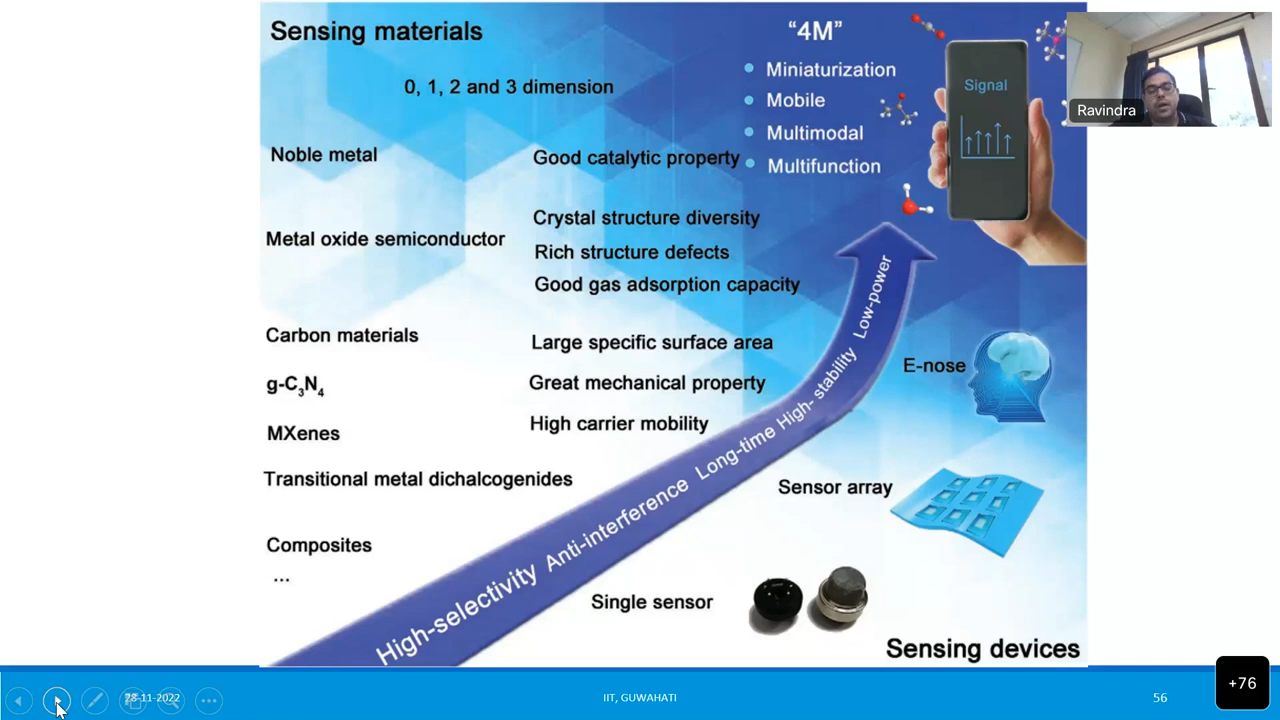 Sensing materials
0, 1, 2 and 3 dimension
Noble metal
Good catalytic property
Metal oxide semiconductor
Crystal structure diversity
Rich structure defects
Good gas adsorption capacity
Carbon materials
Large specific surface area
g-C₃N₄
Great mechanical property
MXenes
High carrier mobility
Transitional metal dichalcogenides
Composites
...
“4M”
Miniaturization
Mobile
Multimodal
Multifunction
Signal
Ravindra
High-selectivity Anti-interference Long-time High- stability Low-power
E-nose
Sensor array
Single sensor
Sensing devices
28-11-2022
IIT, GUWAHATI
56
+76